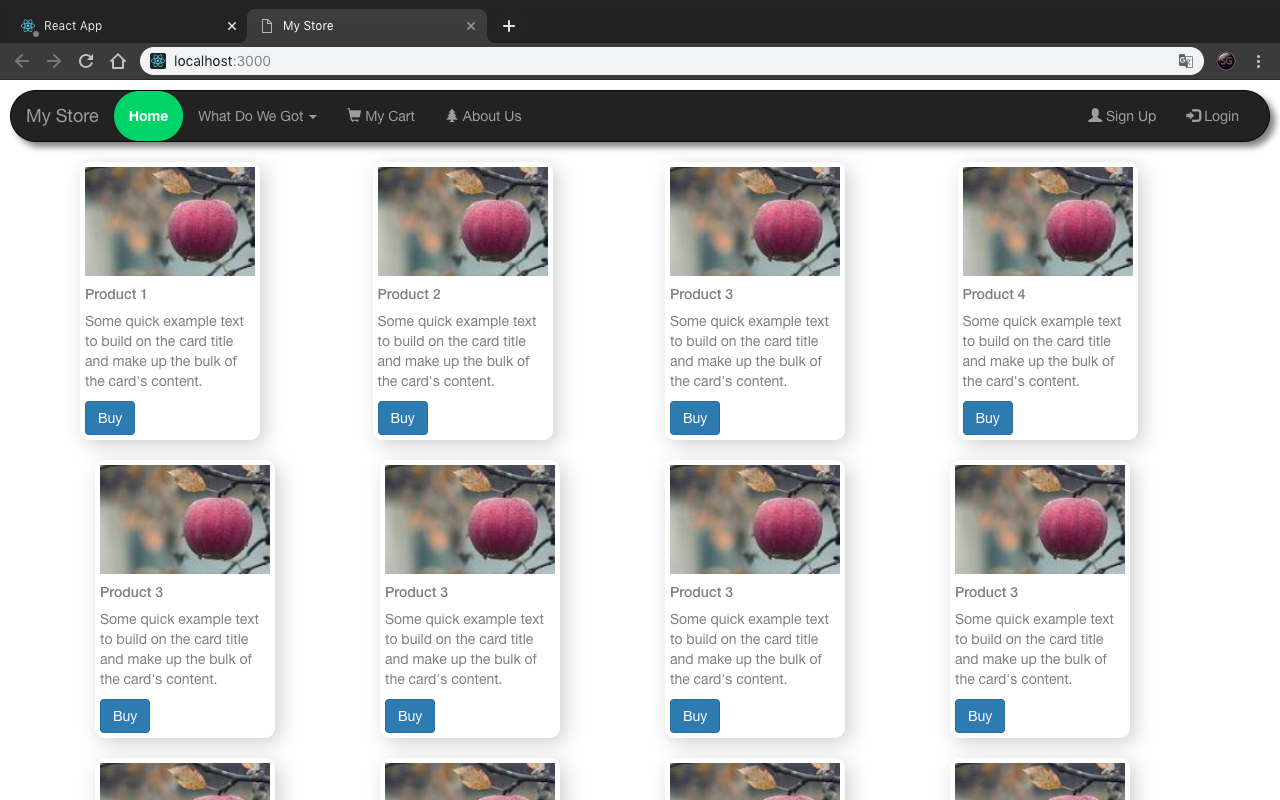 React App
My Store
localhost:3000
SG
My Store Home What Do We Got My Cart About Us Sign Up Login
Product 1
Some quick example text
to build on the card title
and make up the bulk of
the card's content.
Buy
Product 2
Some quick example text
to build on the card title
and make up the bulk of
the card's content.
Buy
Product 3
Some quick example text
to build on the card title
and make up the bulk of
the card's content.
Buy
Product 4
Some quick example text
to build on the card title
and make up the bulk of
the card's content.
Buy
Product 3
Some quick example text
to build on the card title
and make up the bulk of
the card's content.
Buy
Product 3
Some quick example text
to build on the card title
and make up the bulk of
the card's content.
Buy
Product 3
Some quick example text
to build on the card title
and make up the bulk of
the card's content.
Buy
Product 3
Some quick example text
to build on the card title
and make up the bulk of
the card's content.
Buy